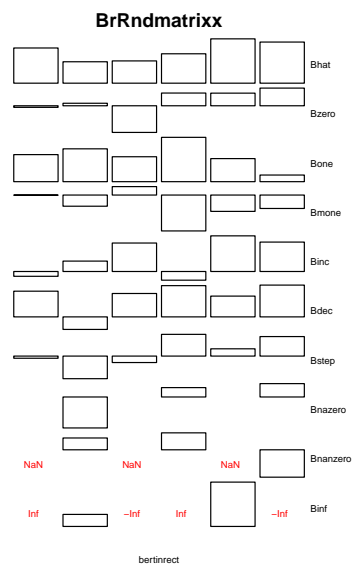 BrRndmatrixx
Bhat
Bzero
Bone
Bmone
Binc
Bdec
Bstep
Bnazero
Bnanzero
NaN NaN NaN
Inf −Inf Inf −Inf Binf
bertinrect